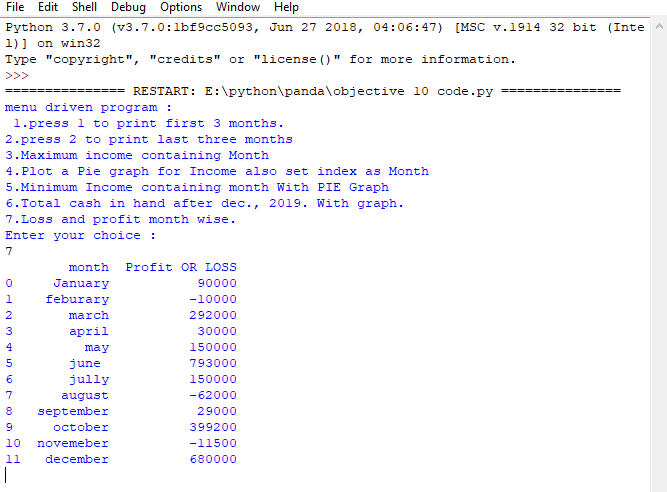 File Edit Shell Debug Options Window Help
Python 3.7.0 (v3.7.0:1bf9cc5093, Jun 27 2018, 04:06:47) [MSC v.1914 32 bit (Inte
l)] on win32
Type "copyright", "credits" or "license()" for more information.
>>>
=============== RESTART: E:\python\panda\objective 10 code.py ===============
menu driven program :
 1.press 1 to print first 3 months.
2.press 2 to print last three months
3.Maximum income containing Month
4.Plot a Pie graph for Income also set index as Month
5.Minimum Income containing month With PIE Graph
6.Total cash in hand after dec., 2019. With graph.
7.Loss and profit month wise.
Enter your choice :
7
        month  Profit OR LOSS
0     January           90000
1    feburary          -10000
2       march          292000
3       april           30000
4         may          150000
5       june           793000
6       jully          150000
7      august          -62000
8   september           29000
9     october          399200
10  novemeber          -11500
11   december          680000